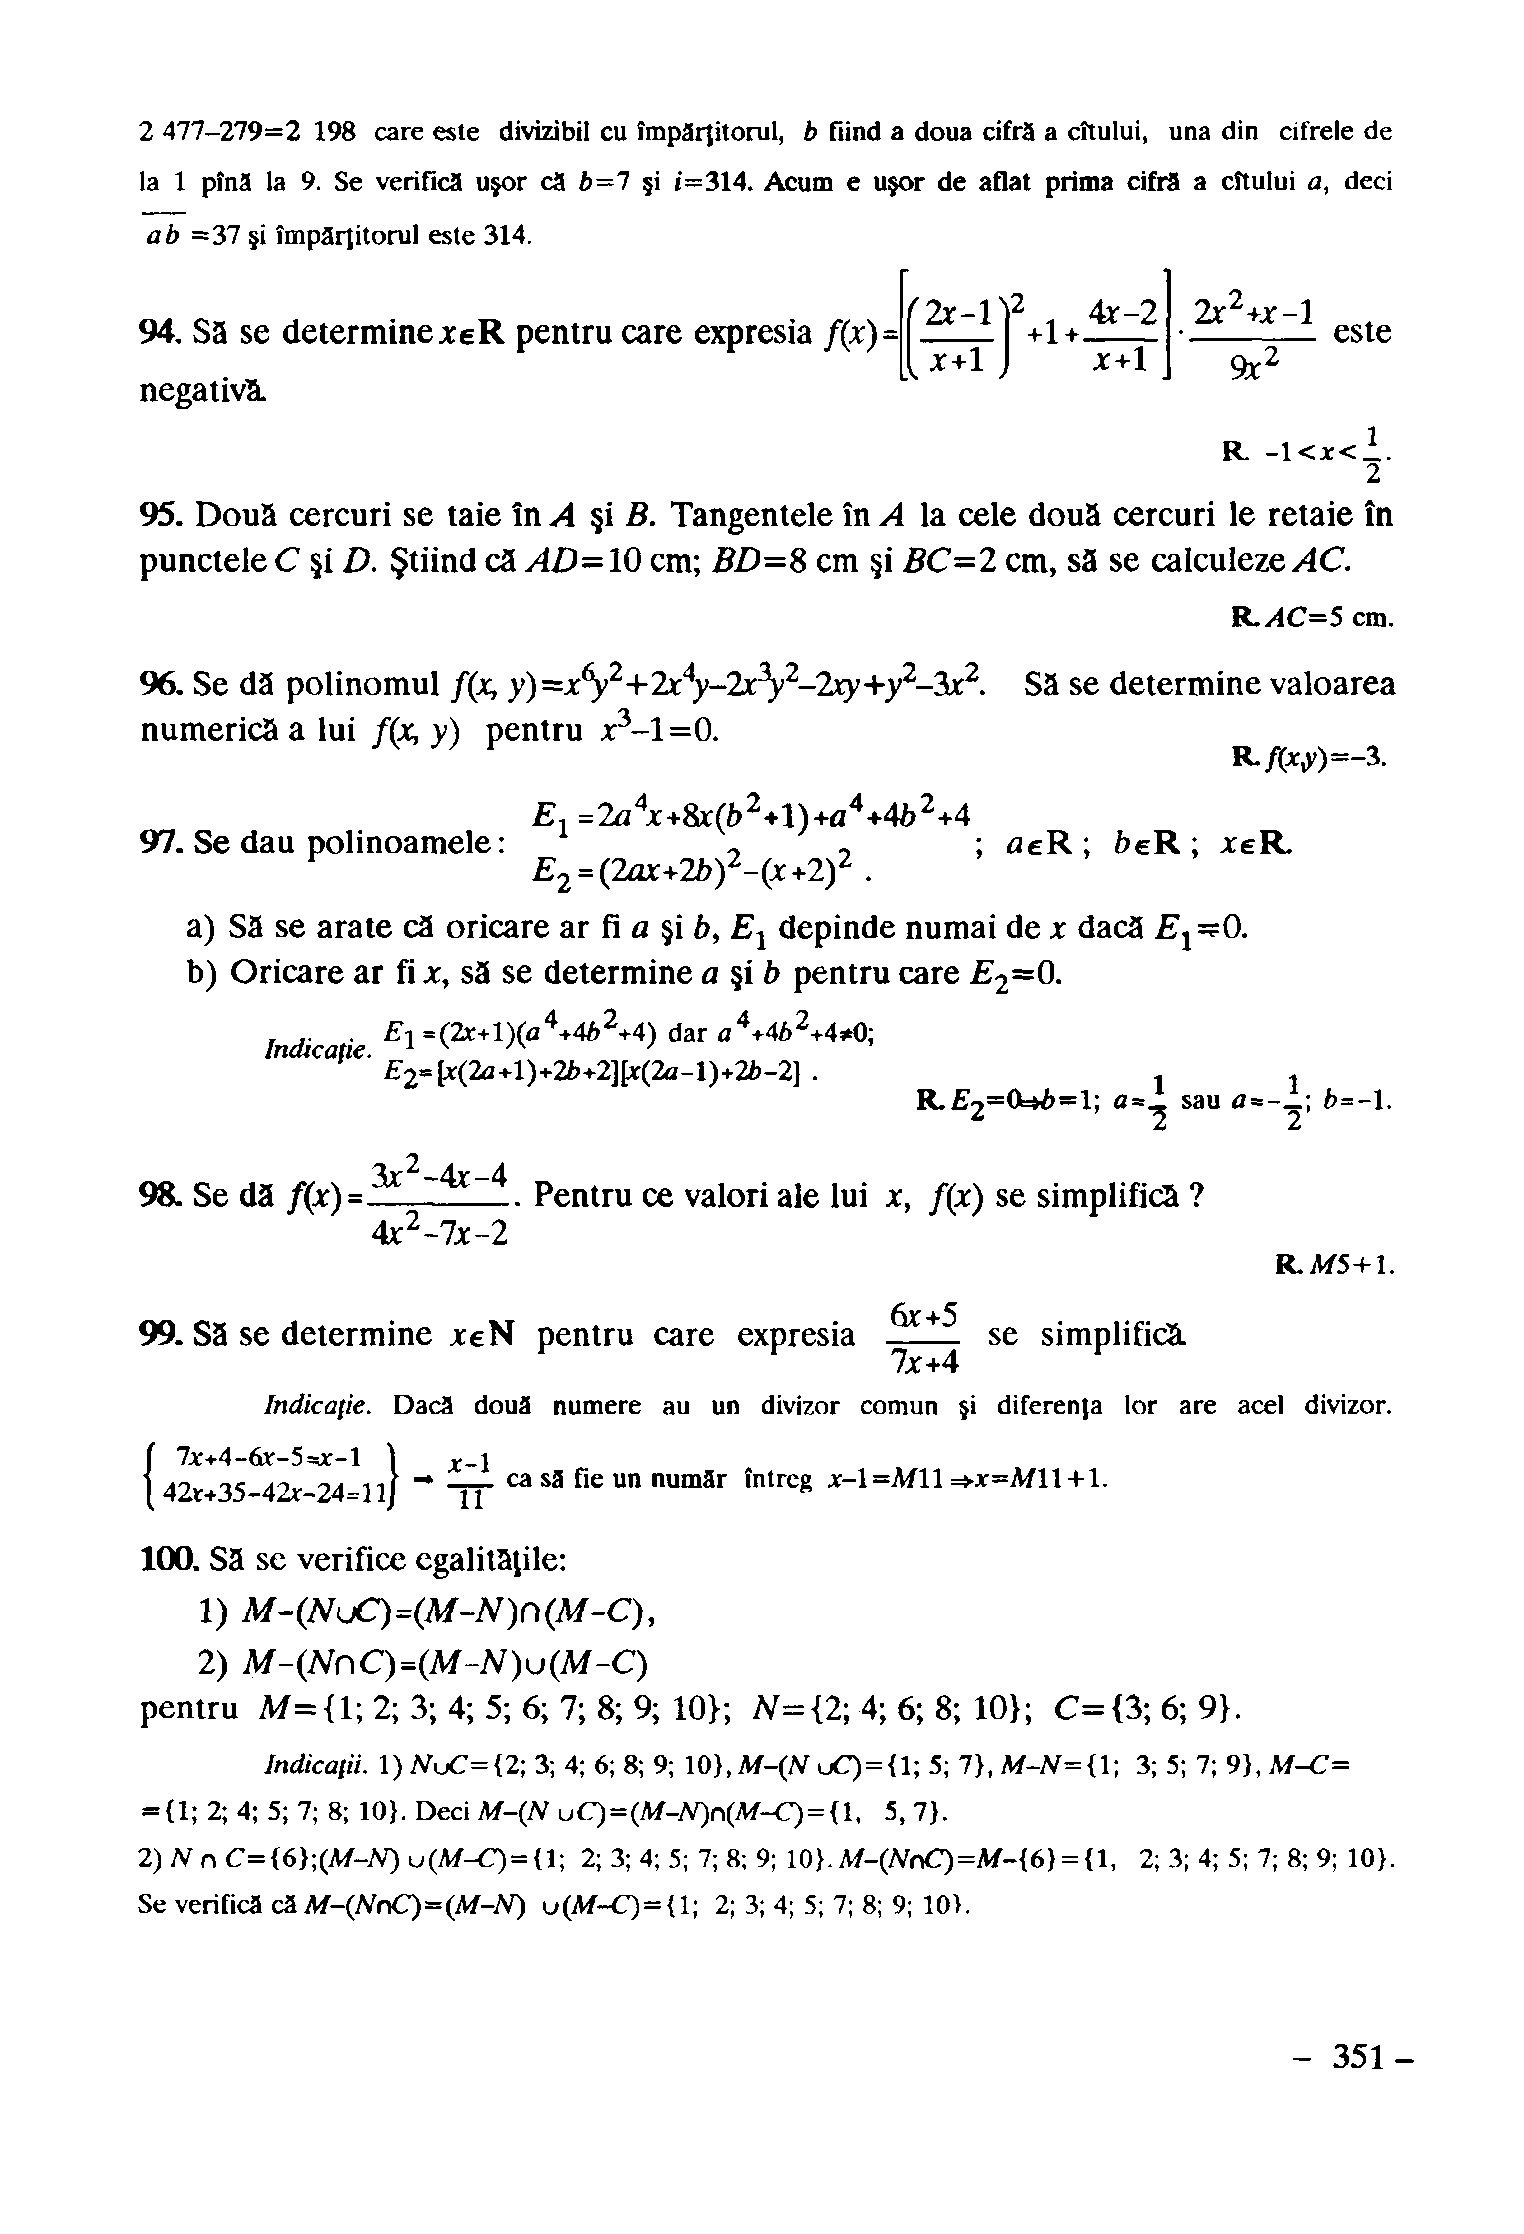 2 477–279=2 198 care este divizibil cu împărţitorul, b fiind a doua cifră a cîtului, una din cifrele de
la 1 pînă la 9. Se verifică uşor că b=7 şi i=314. Acum e uşor de aflat prima cifră a cîtului a, deci
a̅b̅ =37 şi împărţitorul este 314.
94. Să se determine xεR pentru care expresia f(x)=[((2x-1)/(x+1))²+1+(4x-2)/(x+1)]·(2x²+x-1)/(9x²) este
negativă.
R. -1<x<1/2.
95. Două cercuri se taie în A şi B. Tangentele în A la cele două cercuri le retaie în
punctele C şi D. Ştiind că AD=10 cm; BD=8 cm şi BC=2 cm, să se calculeze AC.
R. AC=5 cm.
96. Se dă polinomul f(x, y)=x⁶y²+2x⁴y–2x³y²–2xy+y²–3x². Să se determine valoarea
numerică a lui f(x, y) pentru x³–1=0.
R. f(x,y)=–3.
97. Se dau polinoamele: E₁=2a⁴x+8x(b²+1)+a⁴+4b²+4 ; aεR ; bεR ; xεR.
E₂=(2ax+2b)²-(x+2)² .
a) Să se arate că oricare ar fi a şi b, E₁ depinde numai de x dacă E₁=0.
b) Oricare ar fi x, să se determine a şi b pentru care E₂=0.
Indicaţie. E₁=(2x+1)(a⁴+4b²+4) dar a⁴+4b²+4≠0;
E₂=[x(2a+1)+2b+2][x(2a-1)+2b-2] .
R. E₂=0⇒b=1; a=1/2 sau a=-1/2; b=-1.
98. Se dă f(x)=(3x²-4x-4)/(4x²-7x-2). Pentru ce valori ale lui x, f(x) se simplifică ?
R. M5+1.
99. Să se determine xεN pentru care expresia (6x+5)/(7x+4) se simplifică.
Indicaţie. Dacă două numere au un divizor comun şi diferenţa lor are acel divizor.
{7x+4-6x-5=x-1
42x+35-42x-24=11} → (x-1)/11 ca să fie un număr întreg x–1=M11⇒x=M11+1.
100. Să se verifice egalităţile:
1) M-(N∪C)=(M-N)∩(M-C),
2) M-(N∩C)=(M-N)∪(M-C)
pentru M={1; 2; 3; 4; 5; 6; 7; 8; 9; 10}; N={2; 4; 6; 8; 10}; C={3; 6; 9}.
Indicaţii. 1) N∪C={2; 3; 4; 6; 8; 9; 10}, M–(N ∪C)={1; 5; 7}, M–N={1; 3; 5; 7; 9}, M–C=
={1; 2; 4; 5; 7; 8; 10}. Deci M–(N ∪C)=(M–N)∩(M–C)={1, 5, 7}.
2) N ∩ C={6};(M–N) ∪(M–C)={1; 2; 3; 4; 5; 7; 8; 9; 10}. M–(N∩C)=M–{6}={1, 2; 3; 4; 5; 7; 8; 9; 10}.
Se verifică că M–(N∩C)=(M–N) ∪(M–C)={1; 2; 3; 4; 5; 7; 8; 9; 10}.
– 351 –